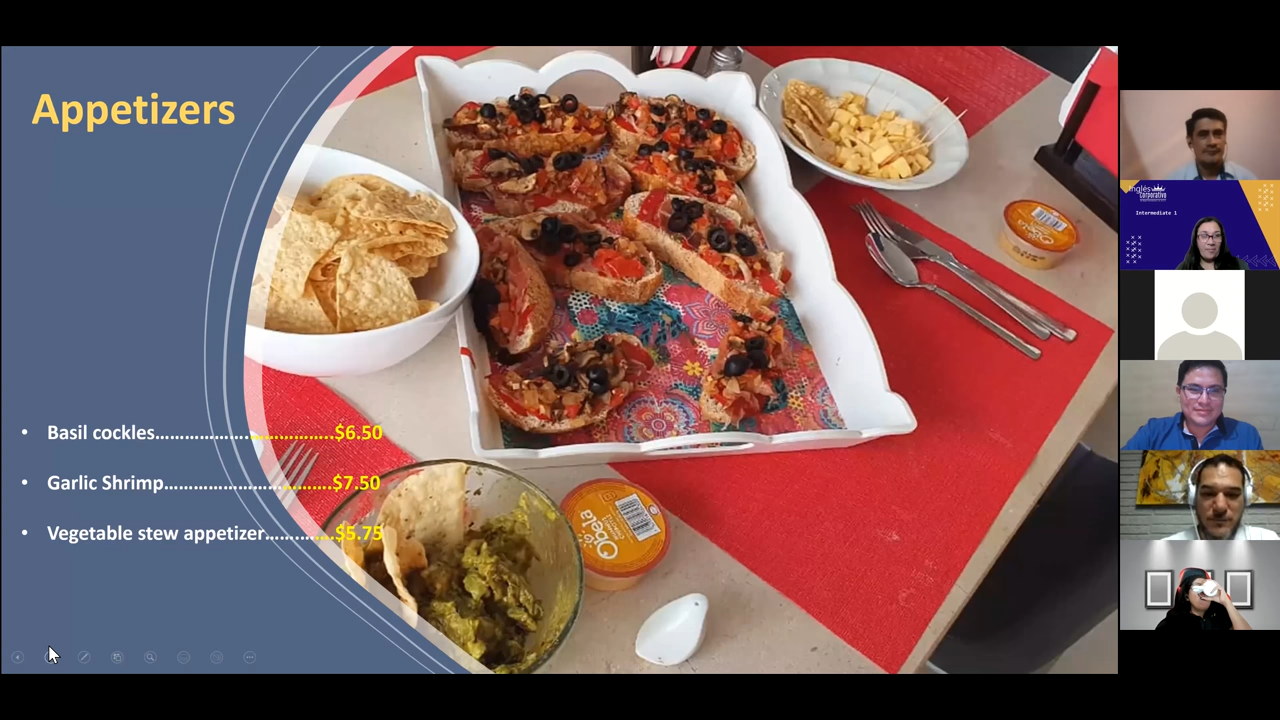 Appetizers
• Basil cockles……………………………$6.50
• Garlic Shrimp……………………………$7.50
• Vegetable stew appetizer……………$5.75
Obela
Obela
Inglés
Corporativo
Intermediate 1